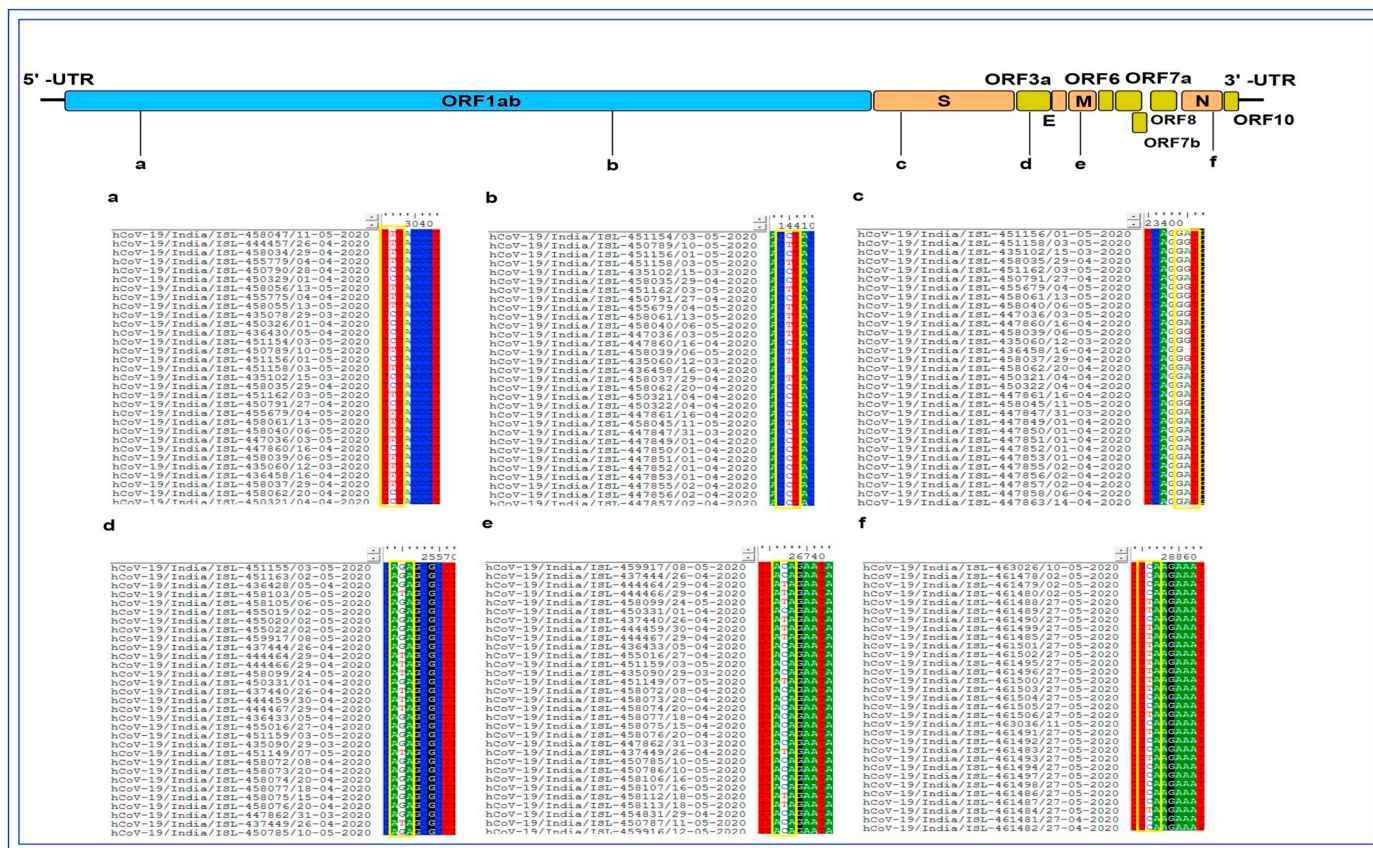 5' -UTR
ORF1ab
S
ORF3a
E
M
ORF6
ORF7a
ORF7b
ORF8
N
3' -UTR
ORF10
a
b
c
d
e
f
a
3040
hCoV-19/India/ISL-458047/11-05-2020
hCoV-19/India/ISL-444457/26-04-2020
hCoV-19/India/ISL-458034/29-04-2020
hCoV-19/India/ISL-455779/04-04-2020
hCoV-19/India/ISL-450790/28-04-2020
hCoV-19/India/ISL-450329/01-04-2020
hCoV-19/India/ISL-458056/13-05-2020
hCoV-19/India/ISL-455775/04-04-2020
hCoV-19/India/ISL-458055/13-05-2020
hCoV-19/India/ISL-435078/29-03-2020
hCoV-19/India/ISL-450326/01-04-2020
hCoV-19/India/ISL-436430/05-04-2020
hCoV-19/India/ISL-451154/03-05-2020
hCoV-19/India/ISL-450789/10-05-2020
hCoV-19/India/ISL-451156/01-05-2020
hCoV-19/India/ISL-451158/03-05-2020
hCoV-19/India/ISL-435102/15-03-2020
hCoV-19/India/ISL-458035/29-04-2020
hCoV-19/India/ISL-451162/03-05-2020
hCoV-19/India/ISL-450791/27-04-2020
hCoV-19/India/ISL-455679/04-05-2020
hCoV-19/India/ISL-458061/13-05-2020
hCoV-19/India/ISL-458040/06-05-2020
hCoV-19/India/ISL-447036/03-05-2020
hCoV-19/India/ISL-447860/16-04-2020
hCoV-19/India/ISL-458039/06-05-2020
hCoV-19/India/ISL-435060/12-03-2020
hCoV-19/India/ISL-436458/16-04-2020
hCoV-19/India/ISL-458037/29-04-2020
hCoV-19/India/ISL-458062/20-04-2020
hCoV-19/India/ISL-450321/04-04-2020
b
14410
hCoV-19/India/ISL-451154/03-05-2020
hCoV-19/India/ISL-450789/10-05-2020
hCoV-19/India/ISL-451156/01-05-2020
hCoV-19/India/ISL-451158/03-05-2020
hCoV-19/India/ISL-435102/15-03-2020
hCoV-19/India/ISL-458035/29-04-2020
hCoV-19/India/ISL-451162/03-05-2020
hCoV-19/India/ISL-450791/27-04-2020
hCoV-19/India/ISL-455679/04-05-2020
hCoV-19/India/ISL-458061/13-05-2020
hCoV-19/India/ISL-458040/06-05-2020
hCoV-19/India/ISL-447036/03-05-2020
hCoV-19/India/ISL-447860/16-04-2020
hCoV-19/India/ISL-458039/06-05-2020
hCoV-19/India/ISL-435060/12-03-2020
hCoV-19/India/ISL-436458/16-04-2020
hCoV-19/India/ISL-458037/29-04-2020
hCoV-19/India/ISL-458062/20-04-2020
hCoV-19/India/ISL-450321/04-04-2020
hCoV-19/India/ISL-450322/04-04-2020
hCoV-19/India/ISL-447861/16-04-2020
hCoV-19/India/ISL-458045/11-05-2020
hCoV-19/India/ISL-447847/31-03-2020
hCoV-19/India/ISL-447849/01-04-2020
hCoV-19/India/ISL-447850/01-04-2020
hCoV-19/India/ISL-447851/01-04-2020
hCoV-19/India/ISL-447852/01-04-2020
hCoV-19/India/ISL-447853/01-04-2020
hCoV-19/India/ISL-447855/02-04-2020
hCoV-19/India/ISL-447856/02-04-2020
hCoV-19/India/ISL-447857/02-04-2020
c
23400
hCoV-19/India/ISL-451156/01-05-2020
hCoV-19/India/ISL-451158/03-05-2020
hCoV-19/India/ISL-435102/15-03-2020
hCoV-19/India/ISL-458035/29-04-2020
hCoV-19/India/ISL-451162/03-05-2020
hCoV-19/India/ISL-450791/27-04-2020
hCoV-19/India/ISL-455679/04-05-2020
hCoV-19/India/ISL-458061/13-05-2020
hCoV-19/India/ISL-458040/06-05-2020
hCoV-19/India/ISL-447036/03-05-2020
hCoV-19/India/ISL-447860/16-04-2020
hCoV-19/India/ISL-458039/06-05-2020
hCoV-19/India/ISL-435060/12-03-2020
hCoV-19/India/ISL-436458/16-04-2020
hCoV-19/India/ISL-458037/29-04-2020
hCoV-19/India/ISL-458062/20-04-2020
hCoV-19/India/ISL-450321/04-04-2020
hCoV-19/India/ISL-450322/04-04-2020
hCoV-19/India/ISL-447861/16-04-2020
hCoV-19/India/ISL-458045/11-05-2020
hCoV-19/India/ISL-447847/31-03-2020
hCoV-19/India/ISL-447849/01-04-2020
hCoV-19/India/ISL-447850/01-04-2020
hCoV-19/India/ISL-447851/01-04-2020
hCoV-19/India/ISL-447852/01-04-2020
hCoV-19/India/ISL-447853/01-04-2020
hCoV-19/India/ISL-447855/02-04-2020
hCoV-19/India/ISL-447856/02-04-2020
hCoV-19/India/ISL-447857/02-04-2020
hCoV-19/India/ISL-447858/06-04-2020
hCoV-19/India/ISL-447863/14-04-2020
d
25570
hCoV-19/India/ISL-451155/03-05-2020
hCoV-19/India/ISL-451163/02-05-2020
hCoV-19/India/ISL-436428/05-04-2020
hCoV-19/India/ISL-458103/05-05-2020
hCoV-19/India/ISL-458105/06-05-2020
hCoV-19/India/ISL-455020/02-05-2020
hCoV-19/India/ISL-455022/02-05-2020
hCoV-19/India/ISL-459917/08-05-2020
hCoV-19/India/ISL-437444/26-04-2020
hCoV-19/India/ISL-444464/29-04-2020
hCoV-19/India/ISL-444466/29-04-2020
hCoV-19/India/ISL-458099/24-05-2020
hCoV-19/India/ISL-450331/01-04-2020
hCoV-19/India/ISL-437440/26-04-2020
hCoV-19/India/ISL-444459/30-04-2020
hCoV-19/India/ISL-444467/29-04-2020
hCoV-19/India/ISL-436433/05-04-2020
hCoV-19/India/ISL-455016/27-04-2020
hCoV-19/India/ISL-451159/03-05-2020
hCoV-19/India/ISL-435090/29-03-2020
hCoV-19/India/ISL-451149/07-05-2020
hCoV-19/India/ISL-458072/08-04-2020
hCoV-19/India/ISL-458073/20-04-2020
hCoV-19/India/ISL-458074/20-04-2020
hCoV-19/India/ISL-458077/18-04-2020
hCoV-19/India/ISL-458075/15-04-2020
hCoV-19/India/ISL-458076/20-04-2020
hCoV-19/India/ISL-447862/31-03-2020
hCoV-19/India/ISL-437449/26-04-2020
hCoV-19/India/ISL-450785/10-05-2020
e
26740
hCoV-19/India/ISL-459917/08-05-2020
hCoV-19/India/ISL-437444/26-04-2020
hCoV-19/India/ISL-444464/29-04-2020
hCoV-19/India/ISL-444466/29-04-2020
hCoV-19/India/ISL-458099/24-05-2020
hCoV-19/India/ISL-450331/01-04-2020
hCoV-19/India/ISL-437440/26-04-2020
hCoV-19/India/ISL-444459/30-04-2020
hCoV-19/India/ISL-444467/29-04-2020
hCoV-19/India/ISL-436433/05-04-2020
hCoV-19/India/ISL-455016/27-04-2020
hCoV-19/India/ISL-451159/03-05-2020
hCoV-19/India/ISL-435090/29-03-2020
hCoV-19/India/ISL-451149/07-05-2020
hCoV-19/India/ISL-458072/08-04-2020
hCoV-19/India/ISL-458073/20-04-2020
hCoV-19/India/ISL-458074/20-04-2020
hCoV-19/India/ISL-458077/18-04-2020
hCoV-19/India/ISL-458075/15-04-2020
hCoV-19/India/ISL-458076/20-04-2020
hCoV-19/India/ISL-447862/31-03-2020
hCoV-19/India/ISL-437449/26-04-2020
hCoV-19/India/ISL-450785/10-05-2020
hCoV-19/India/ISL-450786/10-05-2020
hCoV-19/India/ISL-458106/16-05-2020
hCoV-19/India/ISL-458107/16-05-2020
hCoV-19/India/ISL-458112/18-05-2020
hCoV-19/India/ISL-458113/18-05-2020
hCoV-19/India/ISL-454831/29-04-2020
hCoV-19/India/ISL-450787/11-05-2020
hCoV-19/India/ISL-459916/12-05-2020
f
28860
hCoV-19/India/ISL-463026/10-05-2020
hCoV-19/India/ISL-461478/02-05-2020
hCoV-19/India/ISL-461479/02-05-2020
hCoV-19/India/ISL-461480/02-05-2020
hCoV-19/India/ISL-461488/27-05-2020
hCoV-19/India/ISL-461489/27-05-2020
hCoV-19/India/ISL-461490/27-05-2020
hCoV-19/India/ISL-461499/27-05-2020
hCoV-19/India/ISL-461485/27-05-2020
hCoV-19/India/ISL-461501/27-05-2020
hCoV-19/India/ISL-461502/27-05-2020
hCoV-19/India/ISL-461495/27-05-2020
hCoV-19/India/ISL-461496/27-05-2020
hCoV-19/India/ISL-461500/27-05-2020
hCoV-19/India/ISL-461503/27-05-2020
hCoV-19/India/ISL-461504/27-05-2020
hCoV-19/India/ISL-461505/27-05-2020
hCoV-19/India/ISL-461506/27-05-2020
hCoV-19/India/ISL-463036/11-05-2020
hCoV-19/India/ISL-461491/27-05-2020
hCoV-19/India/ISL-461492/27-05-2020
hCoV-19/India/ISL-461483/27-05-2020
hCoV-19/India/ISL-461493/27-05-2020
hCoV-19/India/ISL-461494/27-05-2020
hCoV-19/India/ISL-461497/27-05-2020
hCoV-19/India/ISL-461498/27-05-2020
hCoV-19/India/ISL-461486/27-05-2020
hCoV-19/India/ISL-461487/27-05-2020
hCoV-19/India/ISL-461484/27-05-2020
hCoV-19/India/ISL-461481/27-04-2020
hCoV-19/India/ISL-461482/27-04-2020